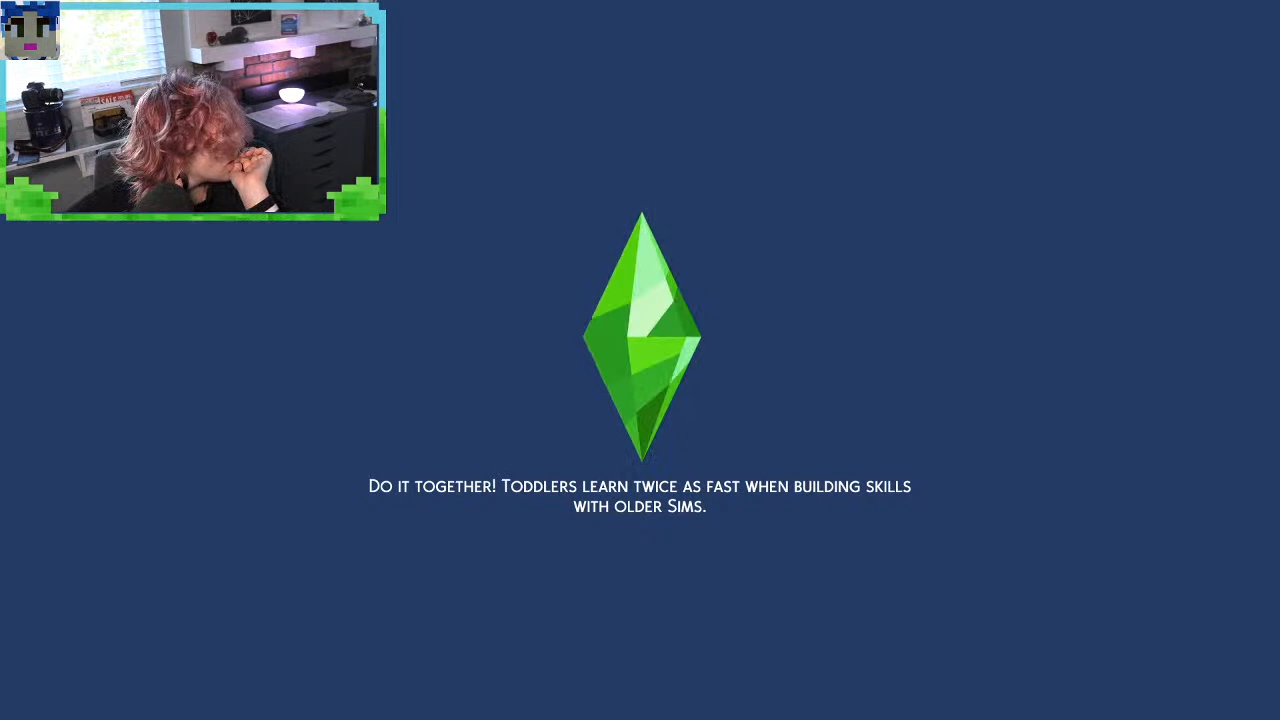 Do it together! Toddlers learn twice as fast when building skills
with older Sims.